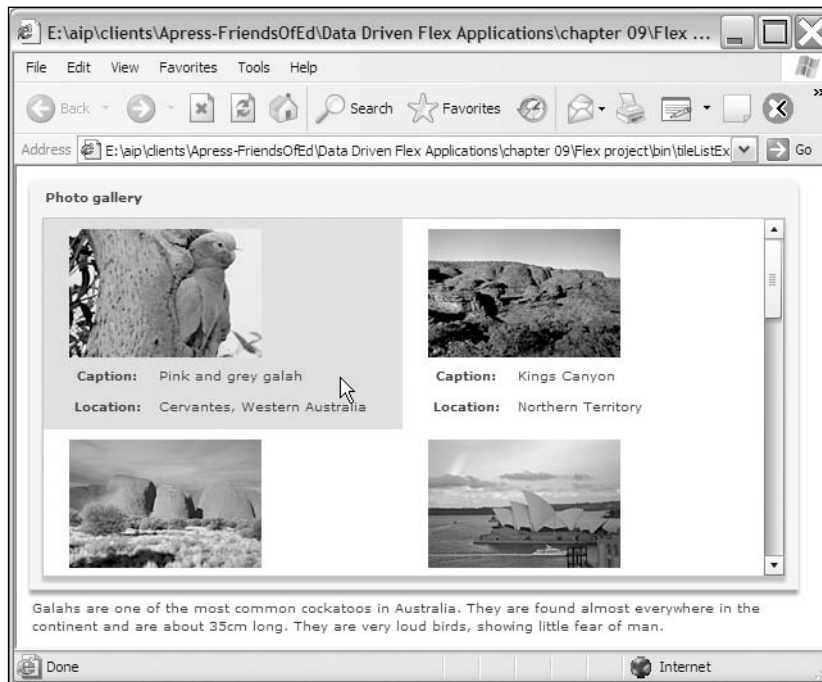 E:\aip\clients\Apress-FriendsOfEd\Data Driven Flex Applications\chapter 09\Flex ...
File Edit View Favorites Tools Help
Back Search Favorites »
Address E:\aip\clients\Apress-FriendsOfEd\Data Driven Flex Applications\chapter 09\Flex project\bin\tileListEx Go
Photo gallery
Caption: Pink and grey galah
Location: Cervantes, Western Australia
Caption: Kings Canyon
Location: Northern Territory
Galahs are one of the most common cockatoos in Australia. They are found almost everywhere in the
continent and are about 35cm long. They are very loud birds, showing little fear of man.
Done Internet